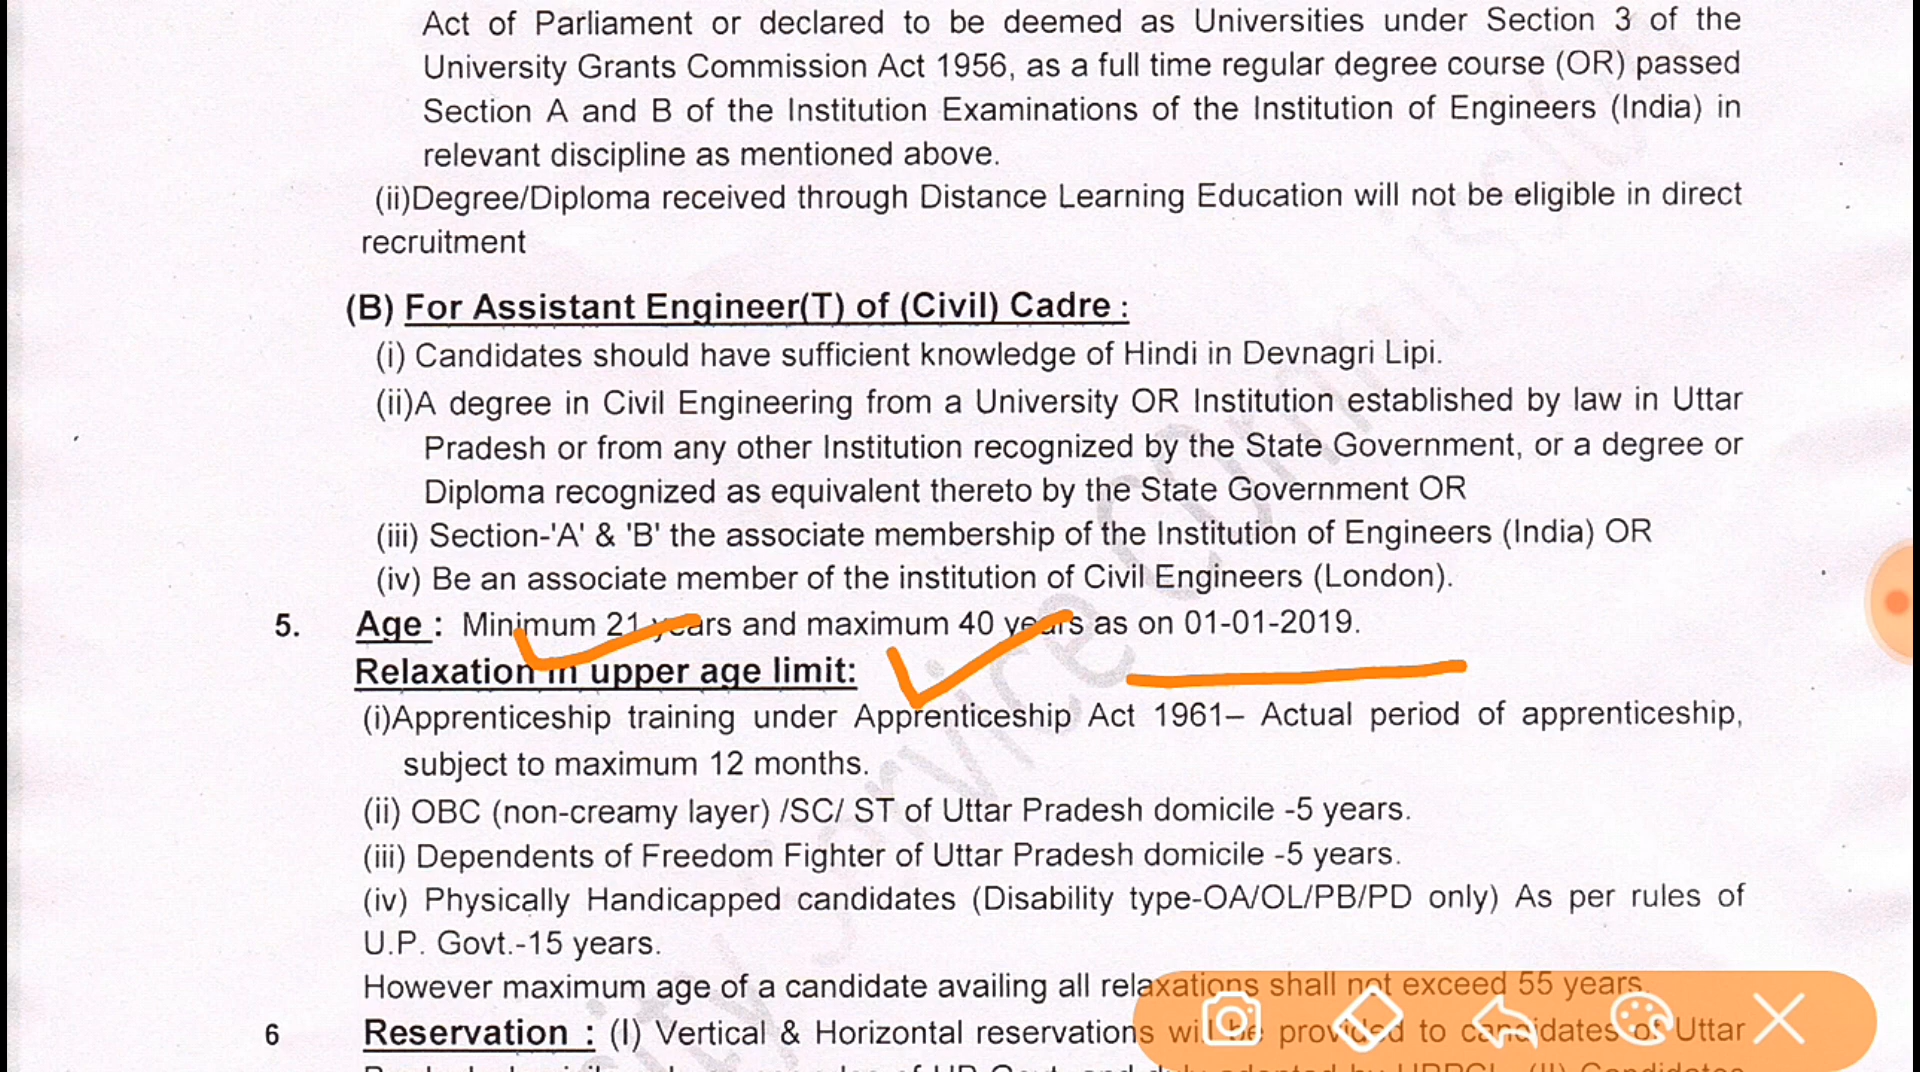 Act of Parliament or declared to be deemed as Universities under Section 3 of the
University Grants Commission Act 1956, as a full time regular degree course (OR) passed
Section A and B of the Institution Examinations of the Institution of Engineers (India) in
relevant discipline as mentioned above.
(ii)Degree/Diploma received through Distance Learning Education will not be eligible in direct
recruitment
(B) For Assistant Engineer(T) of (Civil) Cadre :
(i) Candidates should have sufficient knowledge of Hindi in Devnagri Lipi.
(ii)A degree in Civil Engineering from a University OR Institution established by law in Uttar
Pradesh or from any other Institution recognized by the State Government, or a degree or
Diploma recognized as equivalent thereto by the State Government OR
(iii) Section-'A' & 'B' the associate membership of the Institution of Engineers (India) OR
(iv) Be an associate member of the institution of Civil Engineers (London).
5. Age : Minimum 21 years and maximum 40 years as on 01-01-2019.
Relaxation in upper age limit:
(i)Apprenticeship training under Apprenticeship Act 1961– Actual period of apprenticeship,
subject to maximum 12 months.
(ii) OBC (non-creamy layer) /SC/ ST of Uttar Pradesh domicile -5 years.
(iii) Dependents of Freedom Fighter of Uttar Pradesh domicile -5 years.
(iv) Physically Handicapped candidates (Disability type-OA/OL/PB/PD only) As per rules of
U.P. Govt.-15 years.
However maximum age of a candidate availing all relaxations shall not exceed 55 years.
6 Reservation : (I) Vertical & Horizontal reservations will be provided to candidates of Uttar